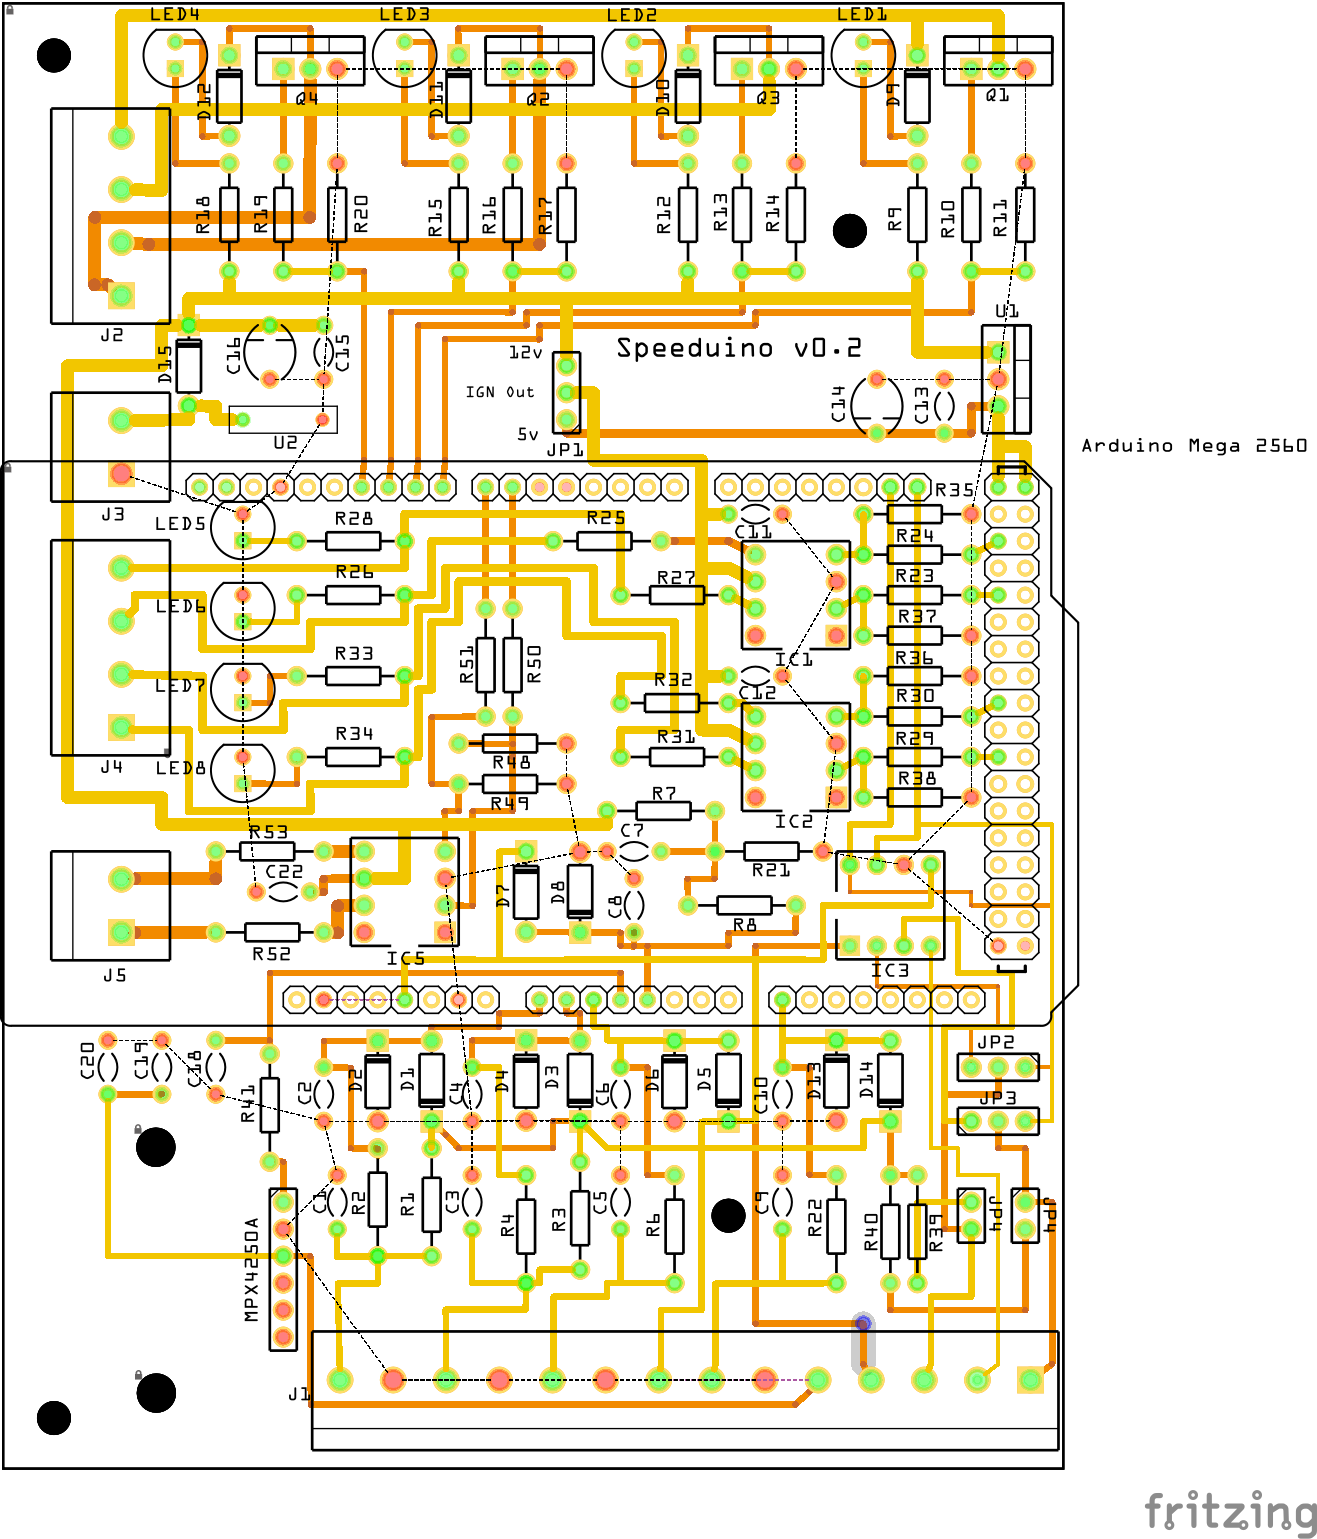 LED4 LED3 LED2 LED1
D12 Q4 D11 Q2 D10 Q3 D9 Q1
R18 R19 R20 R15 R16 R17 R12 R13 R14 R9 R10 R11
J2 U1
D15 C16 C15 12v Speeduino v0.2
IGN Out C14 C13
U2 5v JP1 Arduino Mega 2560
J3 LED5 R28 R25 C11 R35
R24
R26 R27 R23
LED6 R37
R33 R51 R50 IC1 R36
LED7 R32 C12 R30
R34 R31 R29
J4 LED8 R48 R38
R49 R7 IC2
R53 C7
C22 D7 D8 C8 R21
R8
R52 IC5 IC3
J5
C20 C19 C18 R41 C2 D2 D1 C4 D4 D3 C6 D6 D5 C10 D13 D14 JP2
JP3
MPX4250A C1 R2 R1 C3 R4 R3 C5 R6 C9 R22 R40 R39 JP4 JP4
J1
fritzing